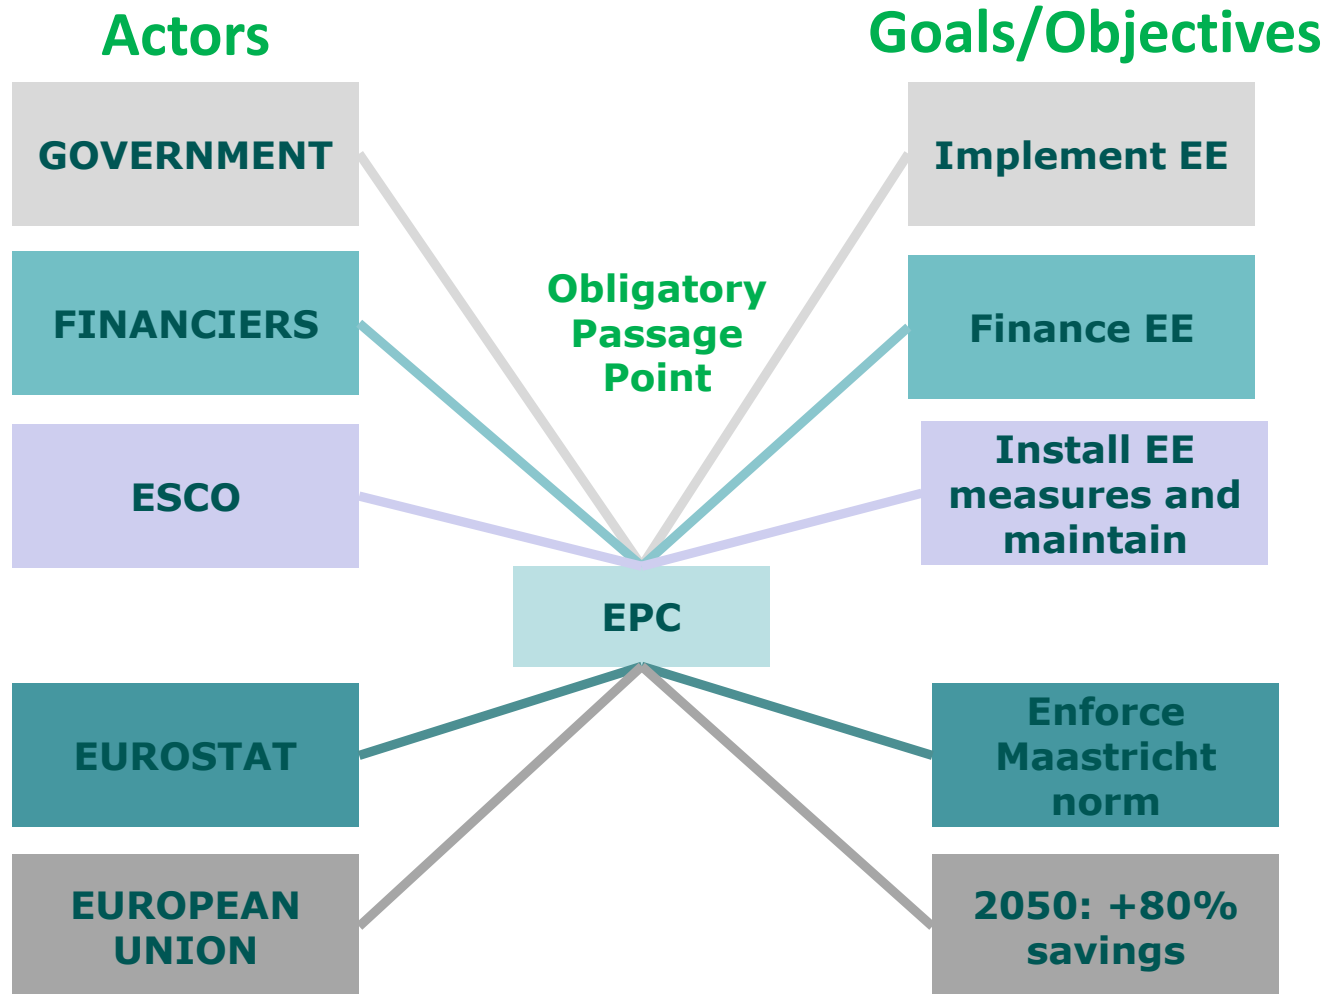 Actors
Goals/Objectives
GOVERNMENT
Implement EE
Obligatory
Passage
Point
FINANCIERS
Finance EE
ESCO
Install EE
measures and
maintain
EPC
EUROSTAT
Enforce
Maastricht
norm
EUROPEAN
UNION
2050: +80%
savings